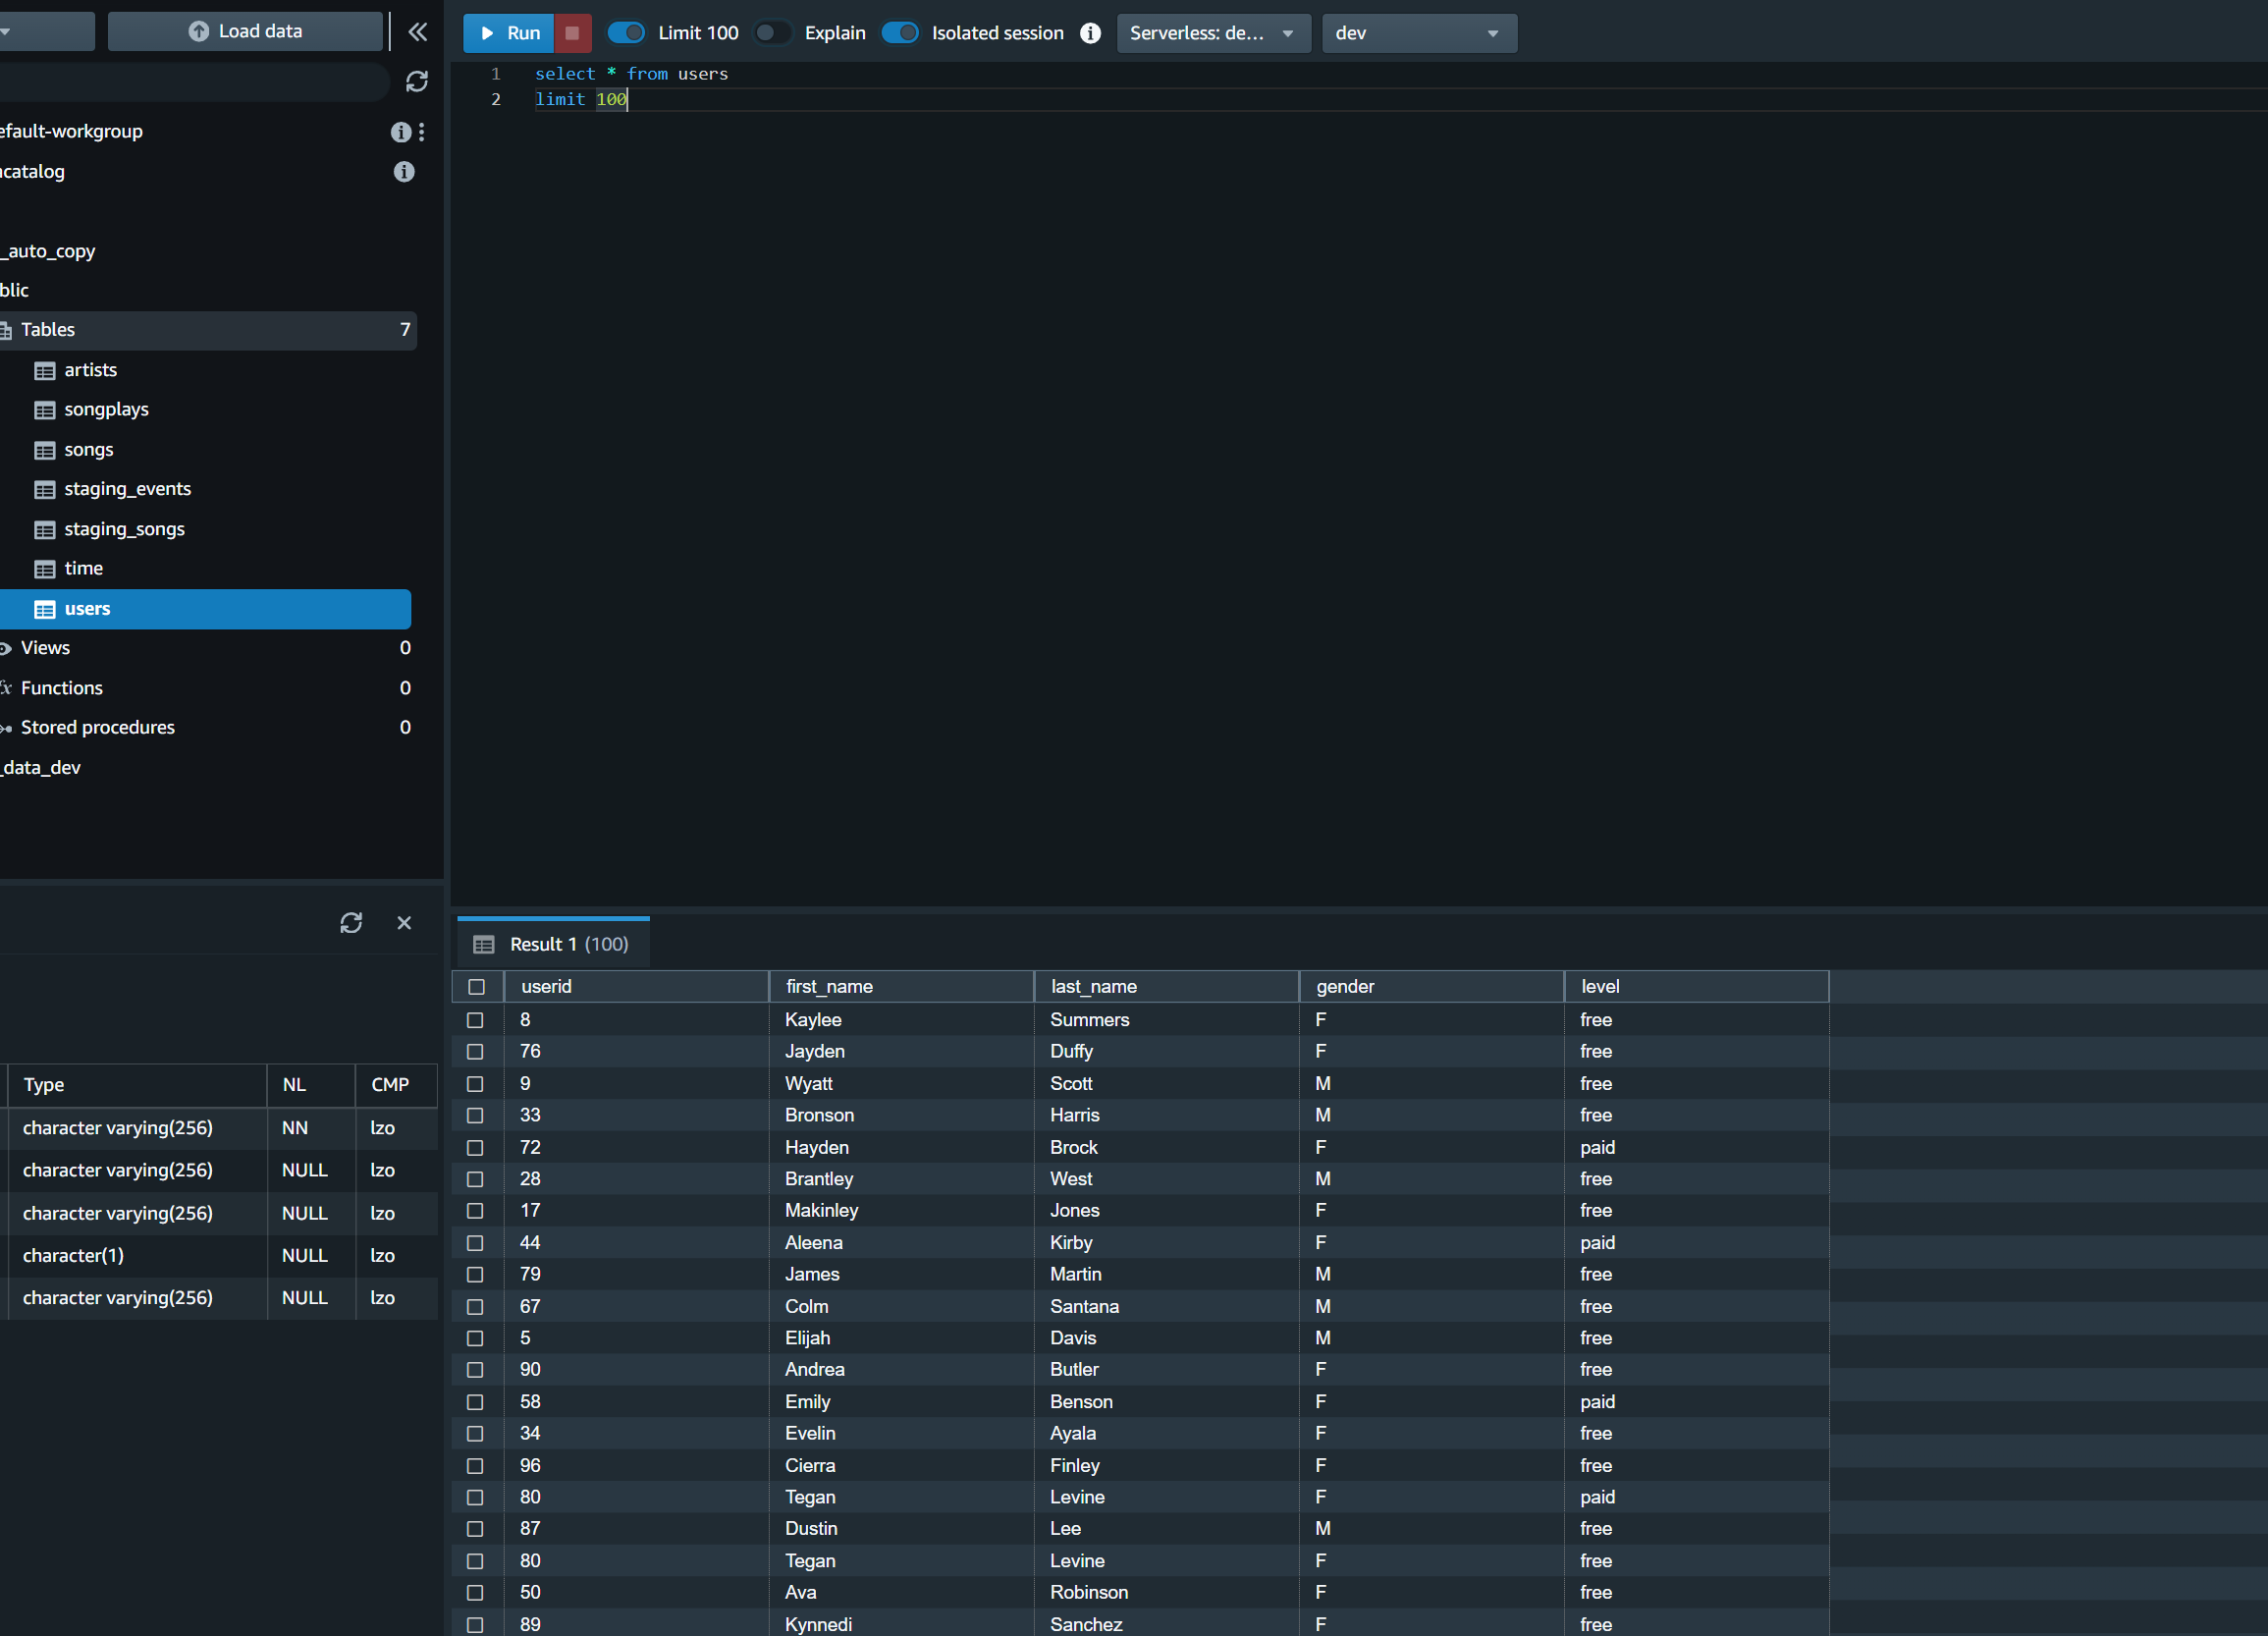 Load data
efault-workgroup
catalog
_auto_copy
blic
Tables 7
artists
songplays
songs
staging_events
staging_songs
time
users
Views 0
fx Functions 0
Stored procedures 0
_data_dev
Type NL CMP
character varying(256) NN lzo
character varying(256) NULL lzo
character varying(256) NULL lzo
character(1) NULL lzo
character varying(256) NULL lzo
Run Limit 100 Explain Isolated session Serverless: de... dev
1 select * from users
2 limit 100
Result 1 (100)
userid first_name last_name gender level
8 Kaylee Summers F free
76 Jayden Duffy F free
9 Wyatt Scott M free
33 Bronson Harris M free
72 Hayden Brock F paid
28 Brantley West M free
17 Makinley Jones F free
44 Aleena Kirby F paid
79 James Martin M free
67 Colm Santana M free
5 Elijah Davis M free
90 Andrea Butler F free
58 Emily Benson F paid
34 Evelin Ayala F free
96 Cierra Finley F free
80 Tegan Levine F paid
87 Dustin Lee M free
80 Tegan Levine F free
50 Ava Robinson F free
89 Kynnedi Sanchez F free